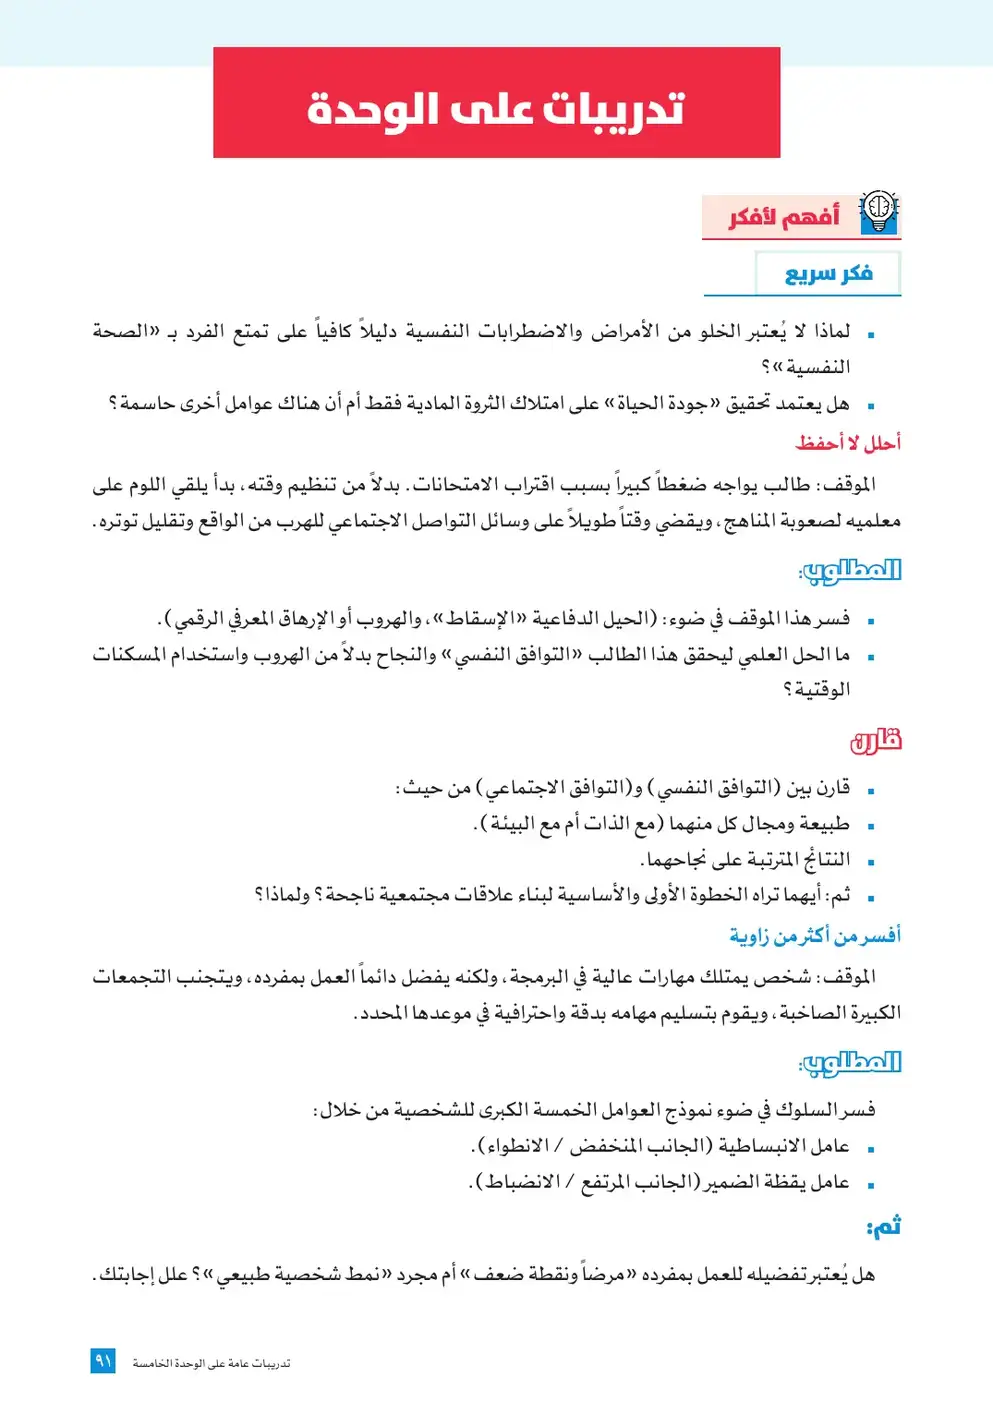 تدريبات على الوحدة
أفهم لأفكر
فكر سريع
▪ لماذا لا يُعتبر الخلو من الأمراض والاضطرابات النفسية دليلاً كافياً على تمتع الفرد بـ «الصحة
النفسية»؟
▪ هل يعتمد تحقيق «جودة الحياة» على امتلاك الثروة المادية فقط أم أن هناك عوامل أخرى حاسمة؟
أحلل لا أحفظ
الموقف: طالب يواجه ضغطاً كبيراً بسبب اقتراب الامتحانات. بدلاً من تنظيم وقته، بدأ يلقي اللوم على
معلميه لصعوبة المناهج، ويقضي وقتاً طويلاً على وسائل التواصل الاجتماعي للهرب من الواقع وتقليل توتره.
المطلوب:
▪ فسر هذا الموقف في ضوء: (الحيل الدفاعية «الإسقاط»، والهروب أو الإرهاق المعرفي الرقمي).
▪ ما الحل العلمي ليحقق هذا الطالب «التوافق النفسي» والنجاح بدلاً من الهروب واستخدام المسكنات
الوقتية؟
قارن
▪ قارن بين (التوافق النفسي) و(التوافق الاجتماعي) من حيث:
▪ طبيعة ومجال كل منهما (مع الذات أم مع البيئة).
▪ النتائج المترتبة على نجاحهما.
▪ ثم: أيهما تراه الخطوة الأولى والأساسية لبناء علاقات مجتمعية ناجحة؟ ولماذا؟
أفسر من أكثر من زاوية
الموقف: شخص يمتلك مهارات عالية في البرمجة، ولكنه يفضل دائماً العمل بمفرده، ويتجنب التجمعات
الكبيرة الصاخبة، ويقوم بتسليم مهامه بدقة واحترافية في موعدها المحدد.
المطلوب:
فسر السلوك في ضوء نموذج العوامل الخمسة الكبرى للشخصية من خلال:
▪ عامل الانبساطية (الجانب المنخفض / الانطواء).
▪ عامل يقظة الضمير (الجانب المرتفع / الانضباط).
ثم:
هل يُعتبر تفضيله للعمل بمفرده «مرضاً ونقطة ضعف» أم مجرد «نمط شخصية طبيعي»؟ علل إجابتك.
تدريبات عامة على الوحدة الخامسة ٩١